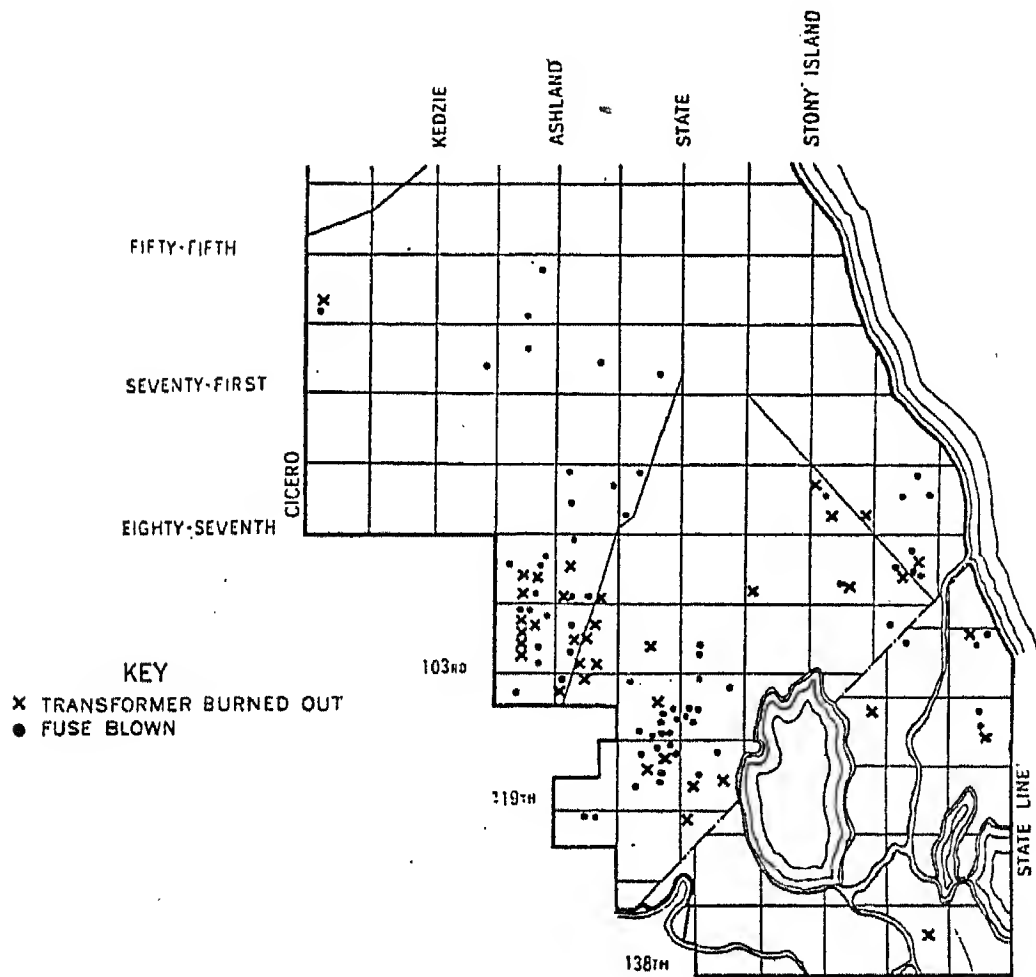 KEDZIE
ASHLAND
STATE
STONY ISLAND
FIFTY-FIFTH
SEVENTY-FIRST
CICERO
EIGHTY-SEVENTH
103RD
KEY
× TRANSFORMER BURNED OUT
• FUSE BLOWN
119TH
STATE LINE
138TH